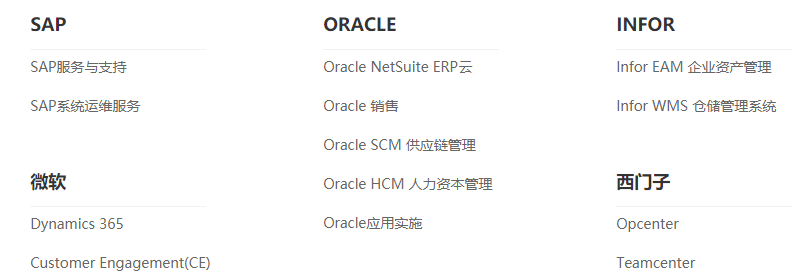 SAP
SAP服务与支持
SAP系统运维服务
微软
Dynamics 365
Customer Engagement(CE)
ORACLE
Oracle NetSuite ERP云
Oracle 销售
Oracle SCM 供应链管理
Oracle HCM 人力资本管理
Oracle应用实施
INFOR
Infor EAM 企业资产管理
Infor WMS 仓储管理系统
西门子
Opcenter
Teamcenter